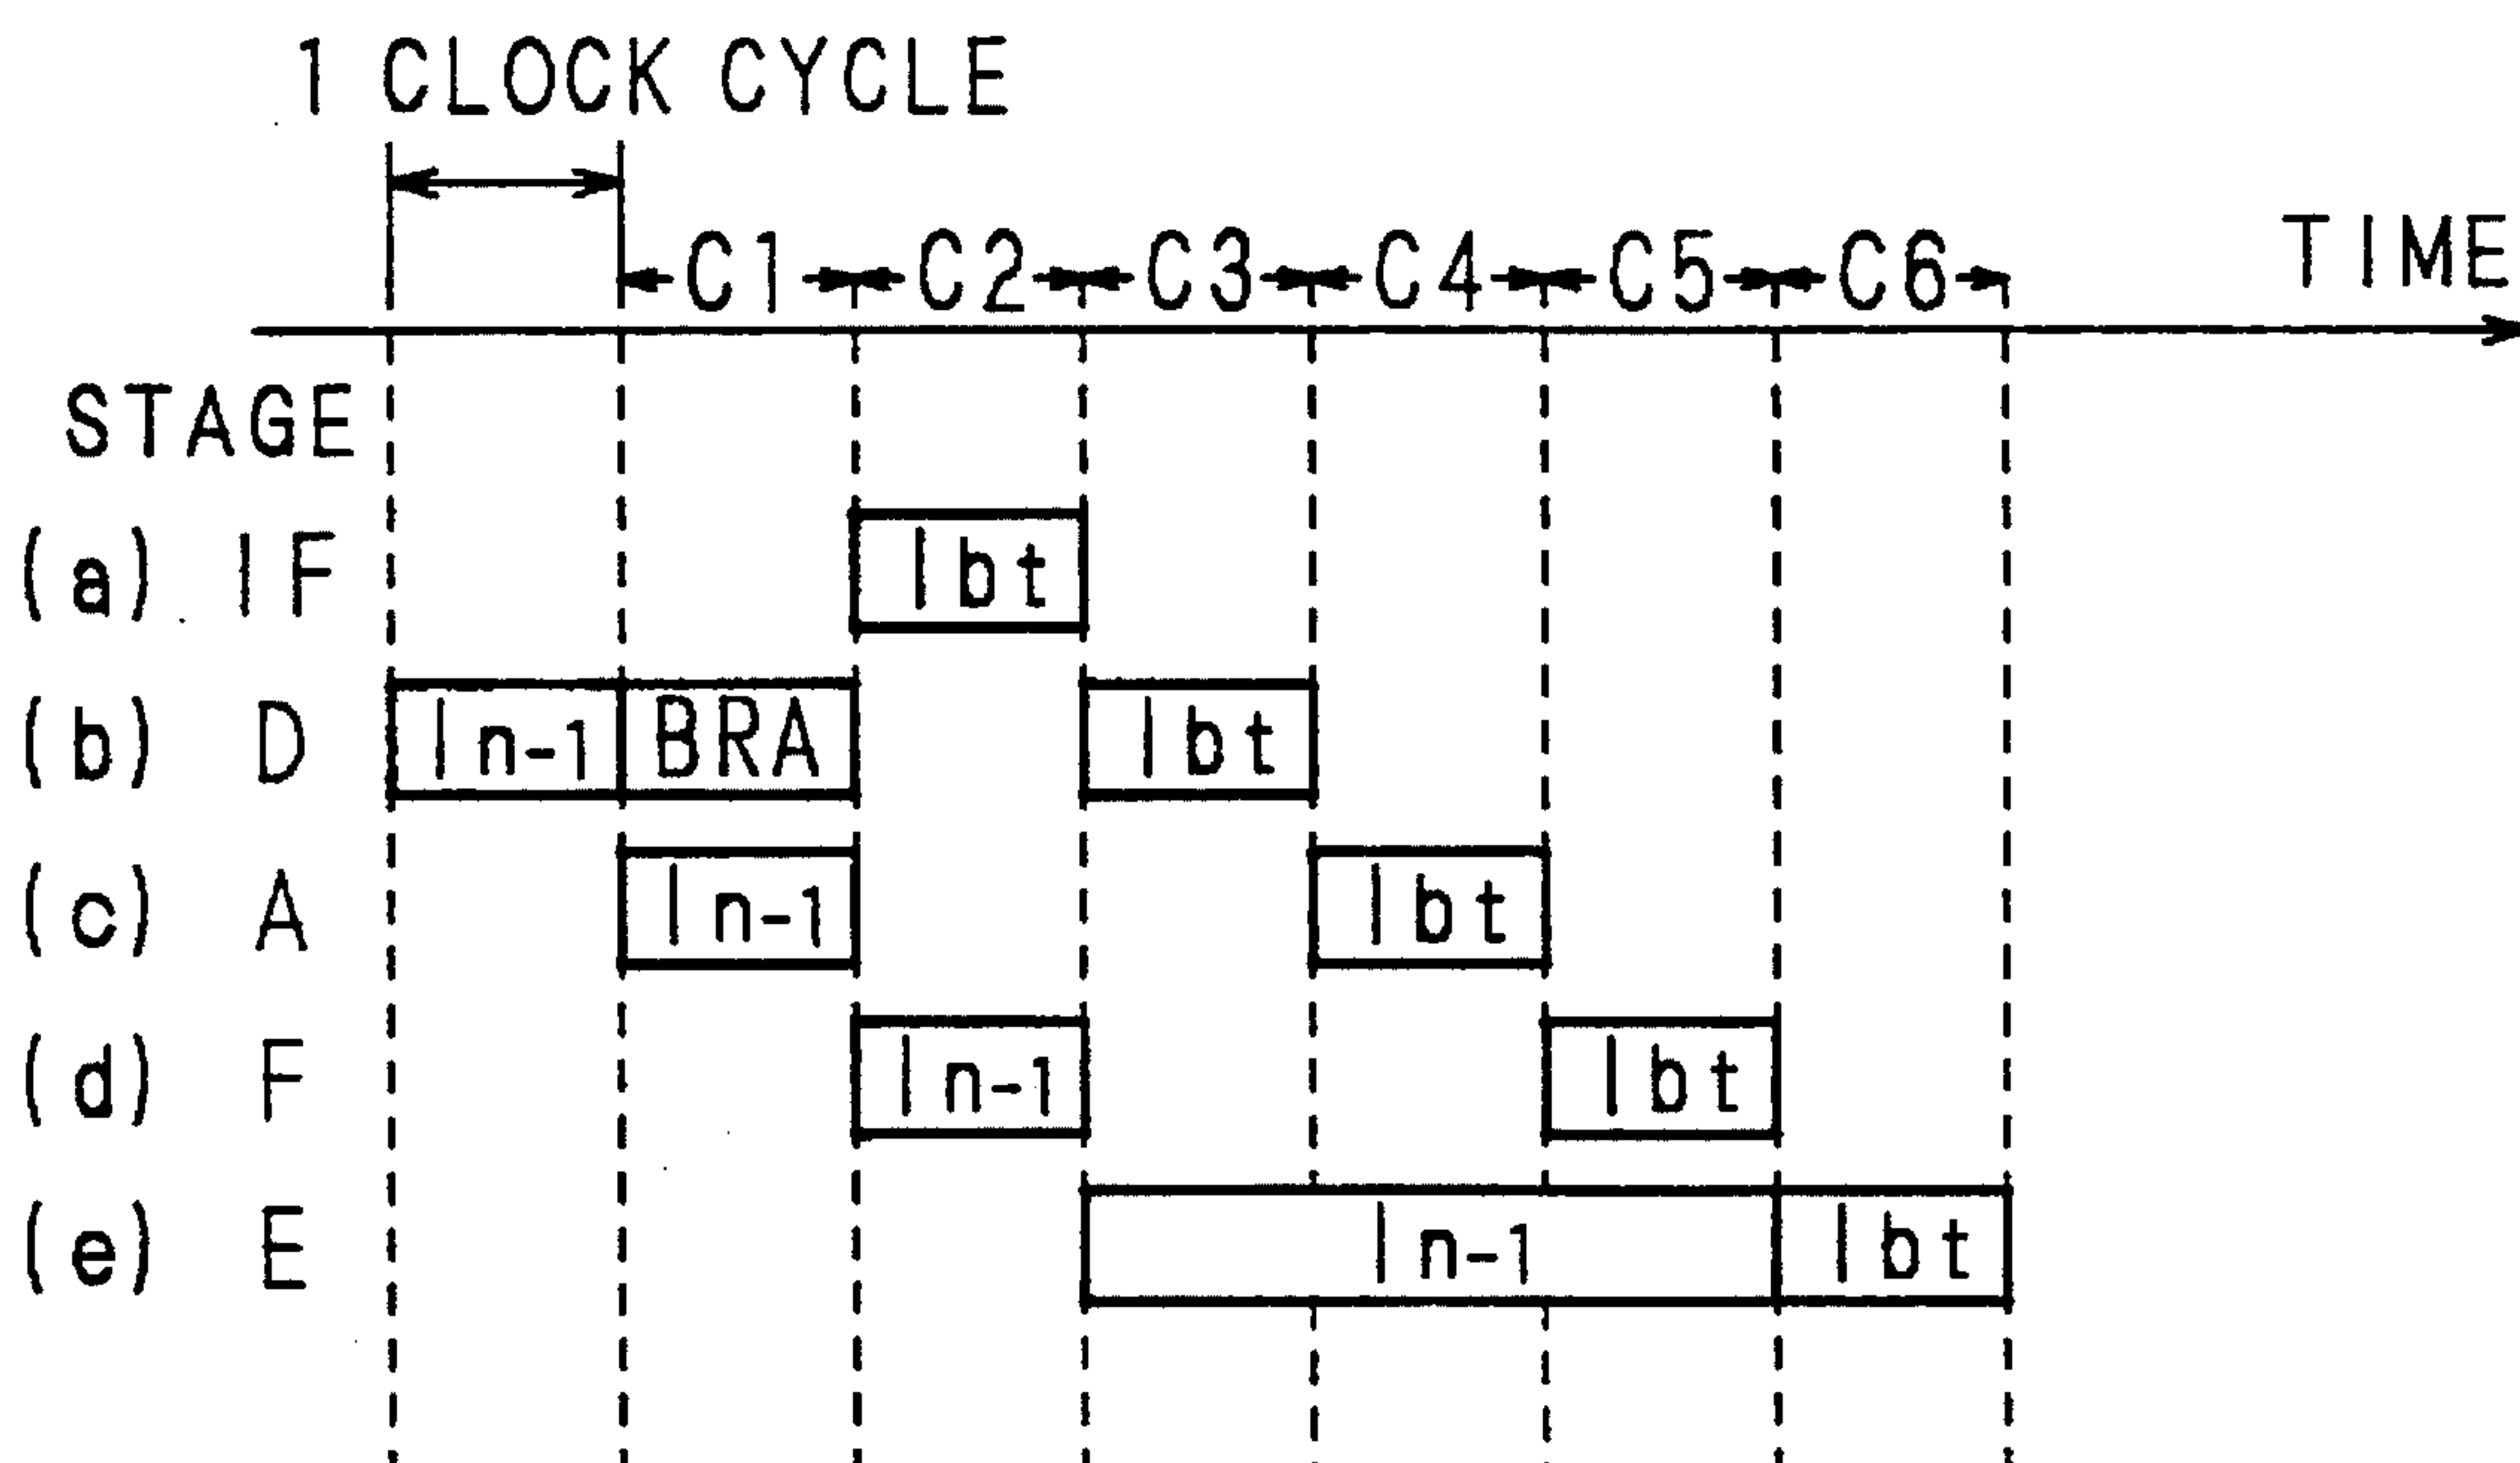 1 CLOCK CYCLE
C1 C2 C3 C4 C5 C6 TIME
STAGE
(a) IF Ibt
(b) D In-1 BRA Ibt
(c) A In-1 Ibt
(d) F In-1 Ibt
(e) E In-1 Ibt